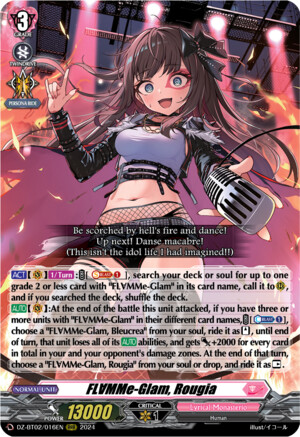 3
GRADE
TWINDRIVE
PERSONA RIDE
Be scorched by hell's fire and dance!
Up next! Danse macabre!
(This isn't the idol life I had imagined!!)
ACT 1/Turn : BLAST 1 ], search your deck or soul for up to one
grade 2 or less card with "FLVMMe-Glam" in its card name, call it to
and if you searched the deck, shuffle the deck.
AUTO :At the end of the battle this unit attacked, if you have three or
more units with "FLVMMe-Glam" in their different card names, BLAST 1 ],
choose a "FLVMMe-Glam, Bleucrea" from your soul, ride it as , until end
of turn, that unit loses all of its AUTO abilities, and gets +2000 for every card
in total in your and your opponent's damage zones. At the end of that turn,
choose a "FLVMMe-Glam, Rougia" from your soul or drop, and ride it as .
NORMAL UNIT
FLVMMe-Glam, Rougia
POWER 13000
CRITICAL
1
Lyrical Monasterio
Human
DZ-BT02/016EN RRR 2024
illust/イコール